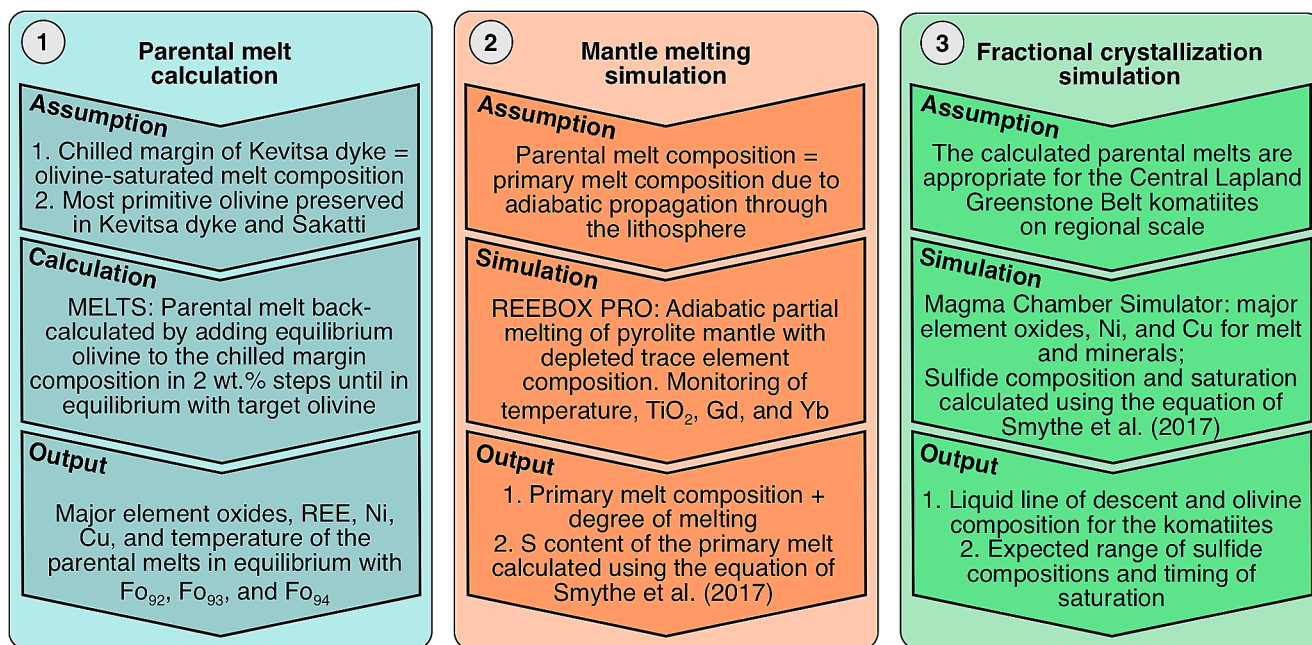 1
Parental melt
calculation
Assumption
1. Chilled margin of Kevitsa dyke =
olivine-saturated melt composition
2. Most primitive olivine preserved
in Kevitsa dyke and Sakatti
Calculation
MELTS: Parental melt back-
calculated by adding equilibrium
olivine to the chilled margin
composition in 2 wt.% steps until in
equilibrium with target olivine
Output
Major element oxides, REE, Ni,
Cu, and temperature of the
parental melts in equilibrium with
Fo₉₂, Fo₉₃, and Fo₉₄
2
Mantle melting
simulation
Assumption
Parental melt composition =
primary melt composition due to
adiabatic propagation through
the lithosphere
Simulation
REEBOX PRO: Adiabatic partial
melting of pyrolite mantle with
depleted trace element
composition. Monitoring of
temperature, TiO₂, Gd, and Yb
Output
1. Primary melt composition +
degree of melting
2. S content of the primary melt
calculated using the equation of
Smythe et al. (2017)
3
Fractional crystallization
simulation
Assumption
The calculated parental melts are
appropriate for the Central Lapland
Greenstone Belt komatiites
on regional scale
Simulation
Magma Chamber Simulator: major
element oxides, Ni, and Cu for melt
and minerals;
Sulfide composition and saturation
calculated using the equation of
Smythe et al. (2017)
Output
1. Liquid line of descent and olivine
composition for the komatiites
2. Expected range of sulfide
compositions and timing of
saturation